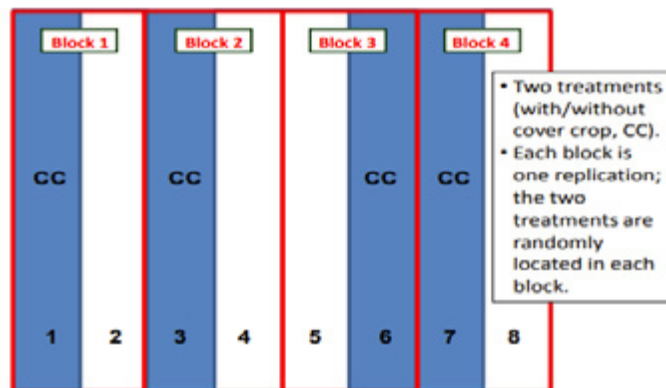 Block 1 Block 2 Block 3 Block 4
• Two treatments
(with/without
cover crop, CC).
• Each block is
one replication;
the two
treatments are
randomly
located in each
block.
CC CC CC CC
1 2 3 4 5 6 7 8